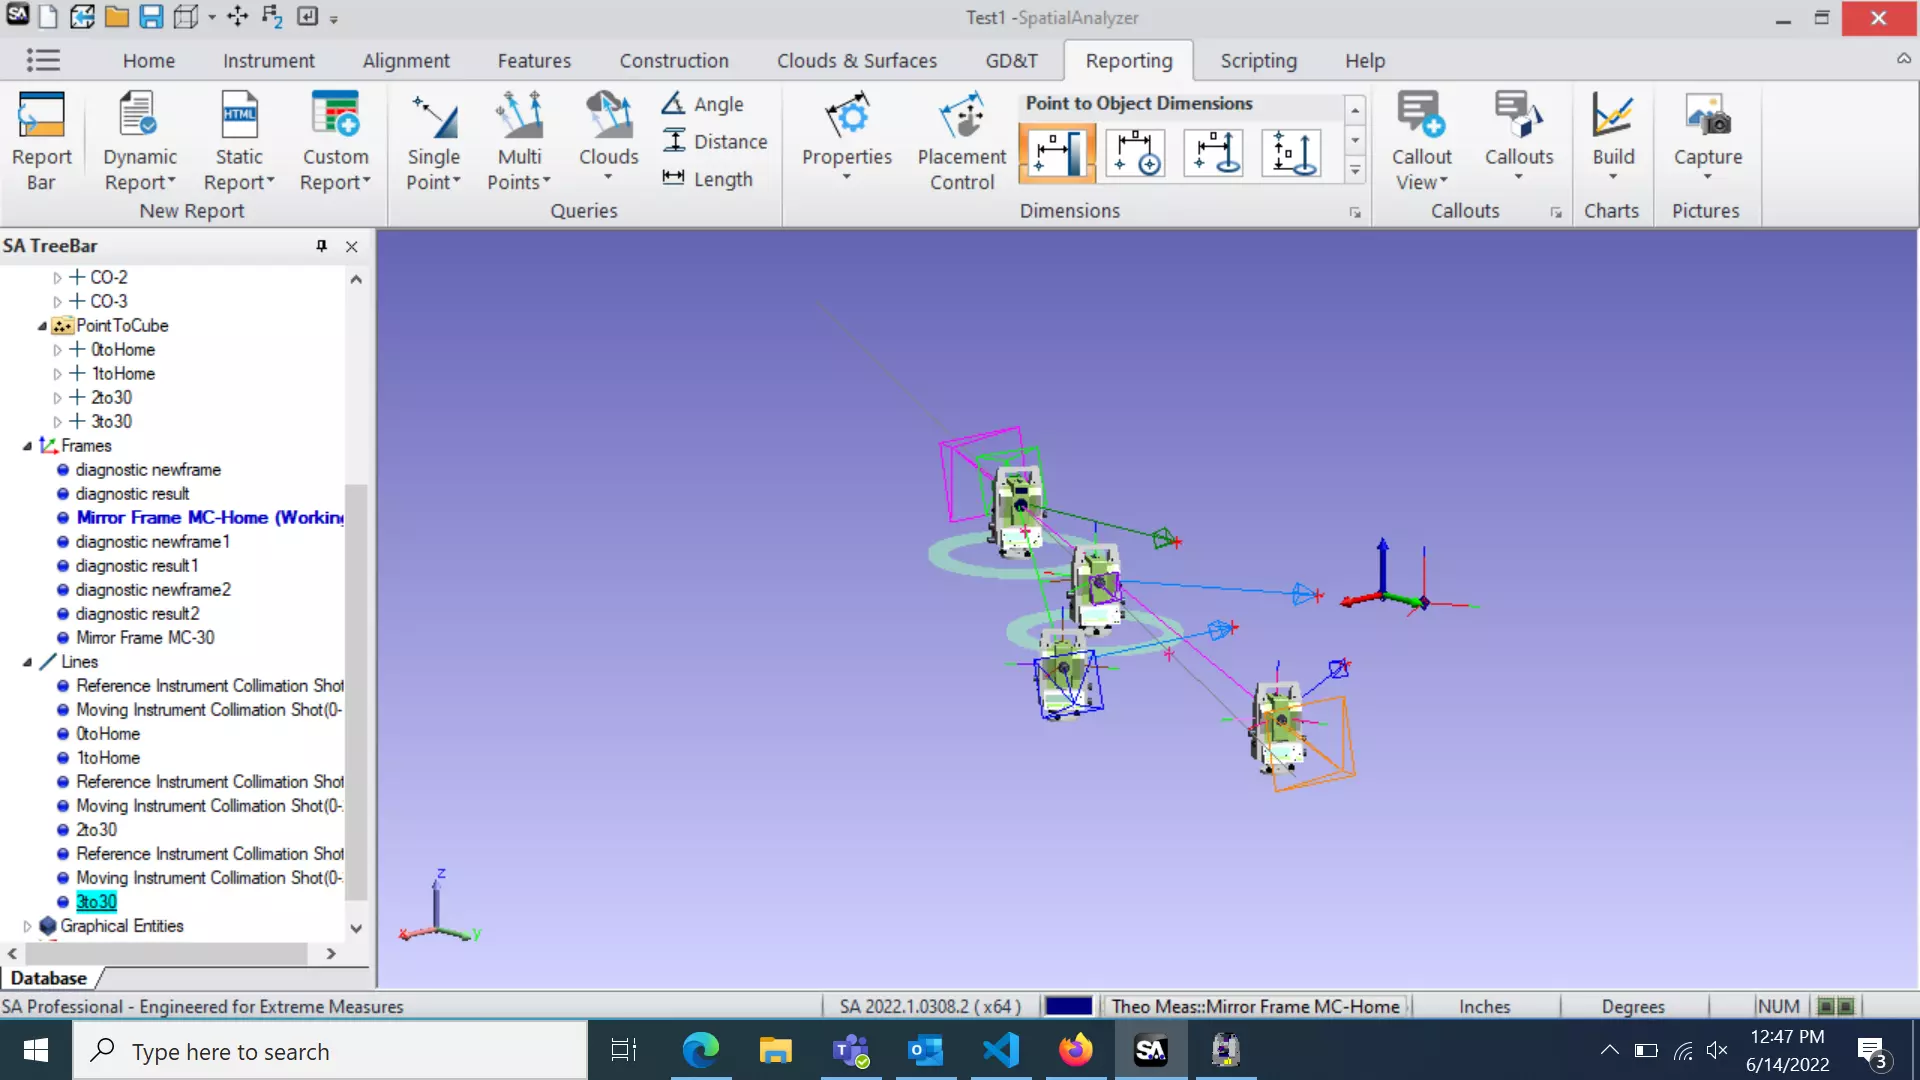 SA
Test1 -SpatialAnalyzer
Home
Instrument
Alignment
Features
Construction
Clouds & Surfaces
GD&T
Reporting
Scripting
Help
Report Bar
Dynamic Report
HTML
Static Report
Custom Report
New Report
Single Point
Multi Points
Clouds
Angle
Distance
Length
Queries
Properties
Placement Control
Point to Object Dimensions
Dimensions
Callout View
Callouts
Callouts
Build
Charts
Capture
Pictures
SA TreeBar
CO-2
CO-3
PointToCube
0toHome
1toHome
2to30
3to30
Frames
diagnostic newframe
diagnostic result
Mirror Frame MC-Home (Working
diagnostic newframe1
diagnostic result1
diagnostic newframe2
diagnostic result2
Mirror Frame MC-30
Lines
Reference Instrument Collimation Shot
Moving Instrument Collimation Shot(0-
0toHome
1toHome
Reference Instrument Collimation Shot
Moving Instrument Collimation Shot(0-
2to30
Reference Instrument Collimation Shot
Moving Instrument Collimation Shot(0-
3to30
Graphical Entities
Database
z
x
y
SA Professional - Engineered for Extreme Measures
SA 2022.1.0308.2 ( x64 )
Theo Meas::Mirror Frame MC-Home
Inches
Degrees
NUM
Type here to search
SA
12:47 PM
6/14/2022
3